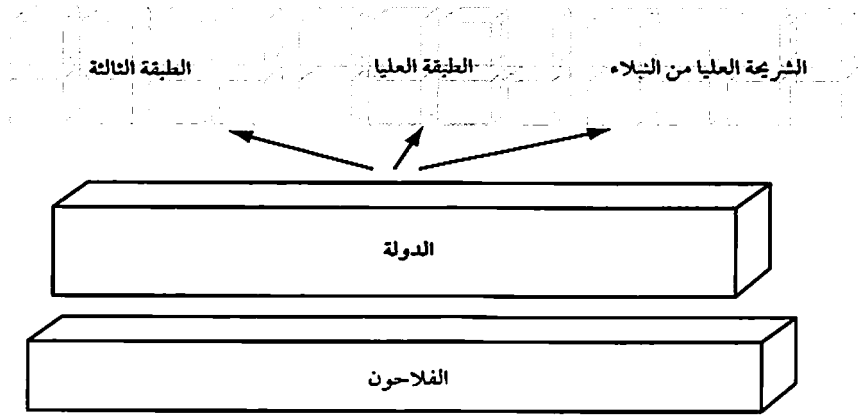 الشريحة العليا من النبلاء
الطبقة العليا
الطبقة الثالثة
الدولة
الفلاحون